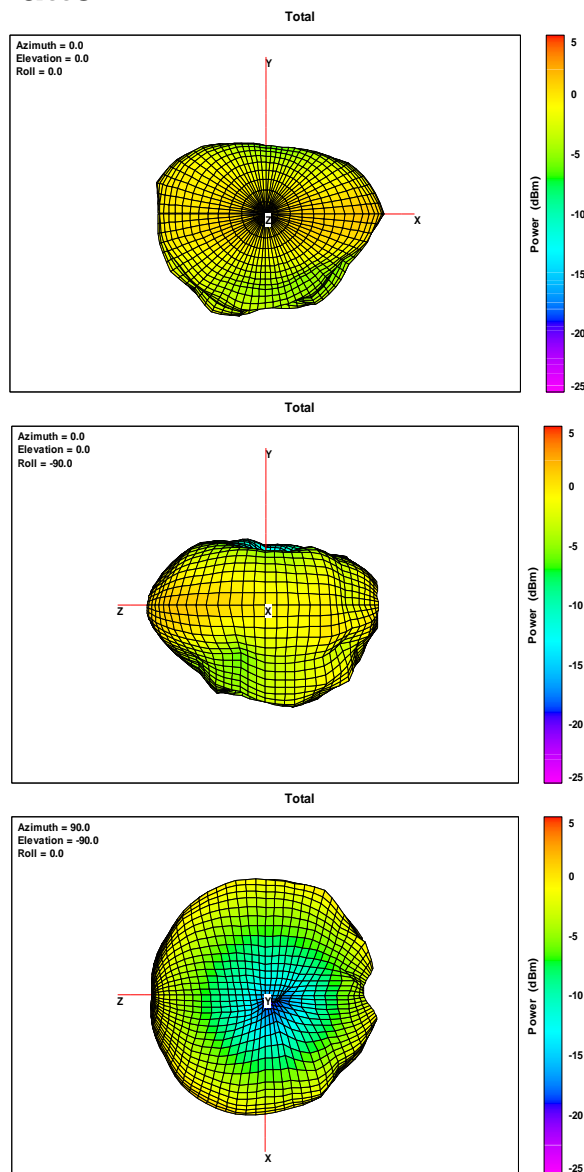 Total
Azimuth = 0.0
Elevation = 0.0
Roll = 0.0
Y
Z
X
5
0
-5
-10
-15
-20
-25
Power (dBm)
Total
Azimuth = 0.0
Elevation = 0.0
Roll = -90.0
Y
Z
X
5
0
-5
-10
-15
-20
-25
Power (dBm)
Total
Azimuth = 90.0
Elevation = -90.0
Roll = 0.0
Z
Y
X
5
0
-5
-10
-15
-20
-25
Power (dBm)